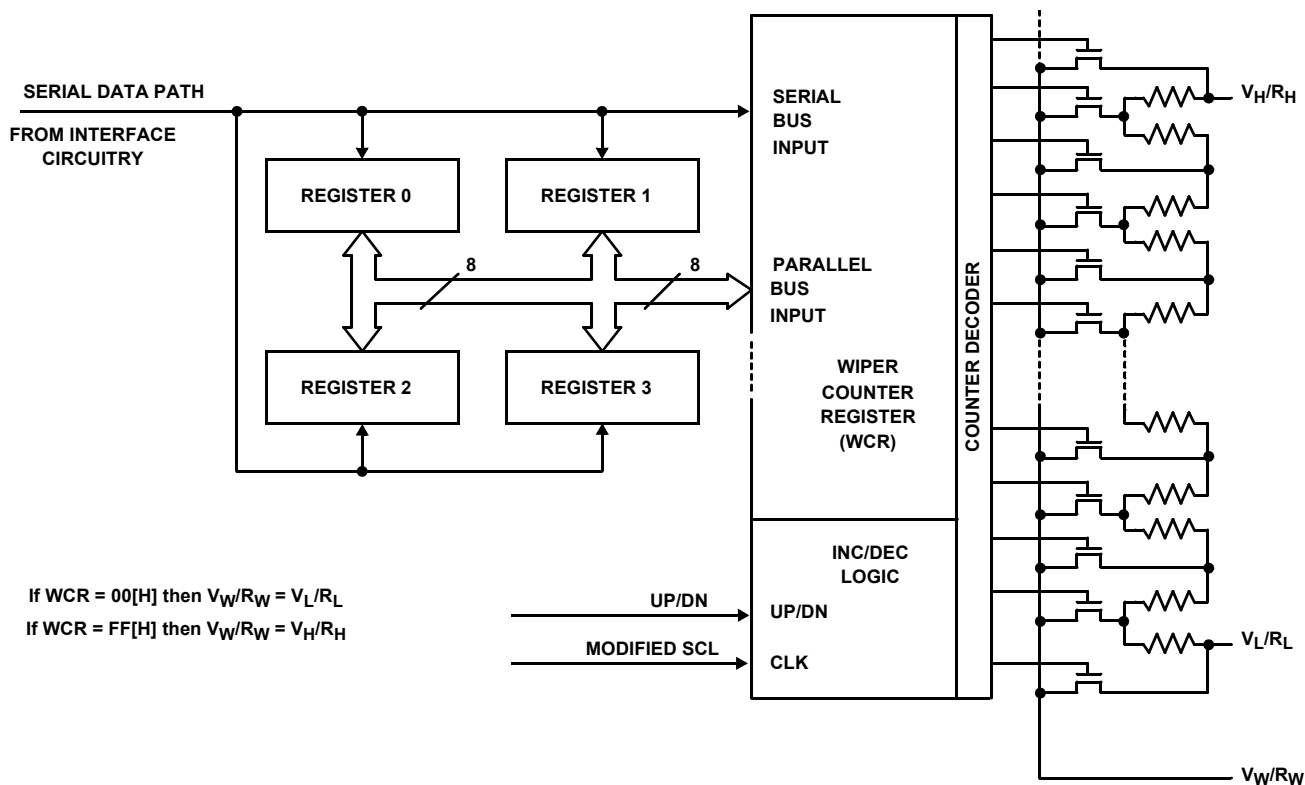 SERIAL DATA PATH
FROM INTERFACE
CIRCUITRY
REGISTER 0
REGISTER 1
8
8
REGISTER 2
REGISTER 3
SERIAL
BUS
INPUT
PARALLEL
BUS
INPUT
WIPER
COUNTER
REGISTER
(WCR)
COUNTER DECODER
INC/DEC
LOGIC
UP/DN
UP/DN
MODIFIED SCL
CLK
If WCR = 00[H] then VW/RW = VL/RL
If WCR = FF[H] then VW/RW = VH/RH
VH/RH
VL/RL
VW/RW